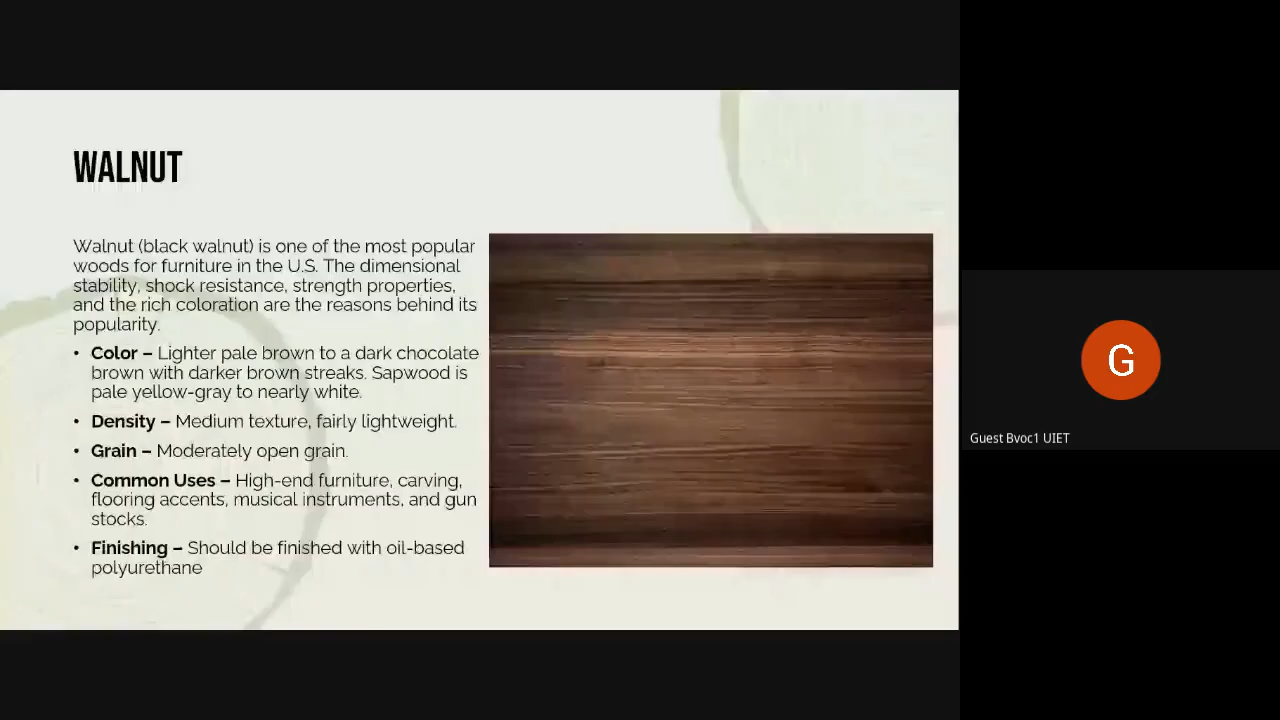 WALNUT
Walnut (black walnut) is one of the most popular
woods for furniture in the U.S. The dimensional
stability, shock resistance, strength properties,
and the rich coloration are the reasons behind its
popularity.
• Color – Lighter pale brown to a dark chocolate
brown with darker brown streaks. Sapwood is
pale yellow-gray to nearly white.
• Density – Medium texture, fairly lightweight.
• Grain – Moderately open grain.
• Common Uses – High-end furniture, carving,
flooring accents, musical instruments, and gun
stocks.
• Finishing – Should be finished with oil-based
polyurethane
G
Guest Bvoc1 UIET